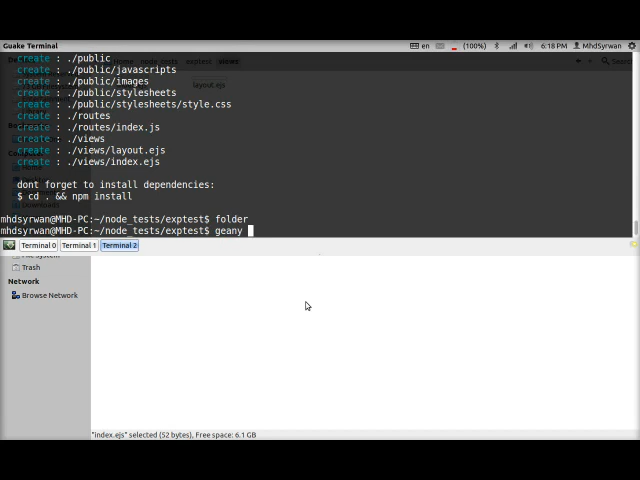 Guake Terminal en (100%) 6:18 PM MhdSyrwan
create : ./public
create : ./public/javascripts
create : ./public/images
create : ./public/stylesheets
create : ./public/stylesheets/style.css
create : ./routes
create : ./routes/index.js
create : ./views
create : ./views/layout.ejs
create : ./views/index.ejs
dont forget to install dependencies:
$ cd . && npm install
mhdsyrwan@MHD-PC:~/node_tests/exptest$ folder
mhdsyrwan@MHD-PC:~/node_tests/exptest$ geany
layout.ejs
Terminal 0 Terminal 1 Terminal 2
Trash
Network
Browse Network
"index.ejs" selected (52 bytes), Free space: 6.1 GB